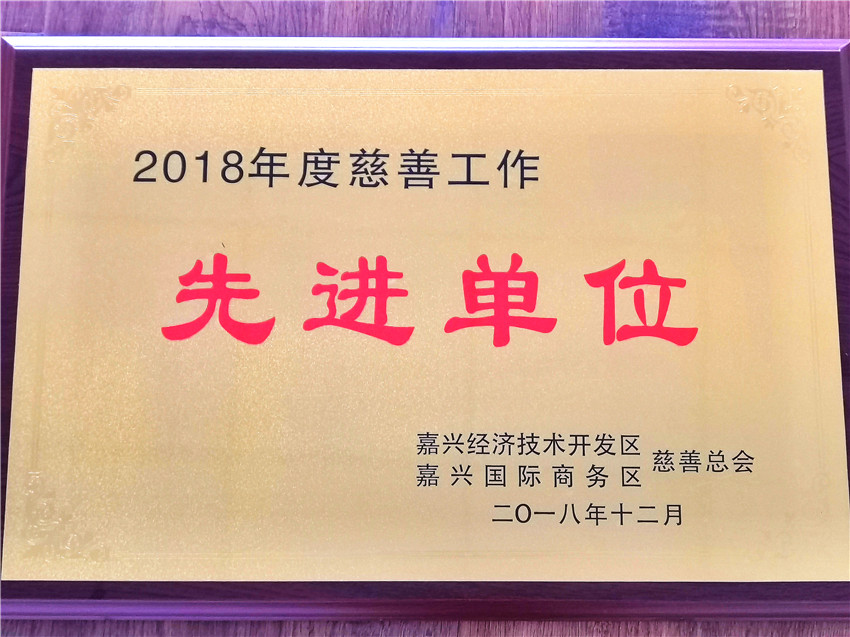 2018年度慈善工作
先进单位
嘉兴经济技术开发区
嘉兴国际商务区
慈善总会
二〇一八年十二月